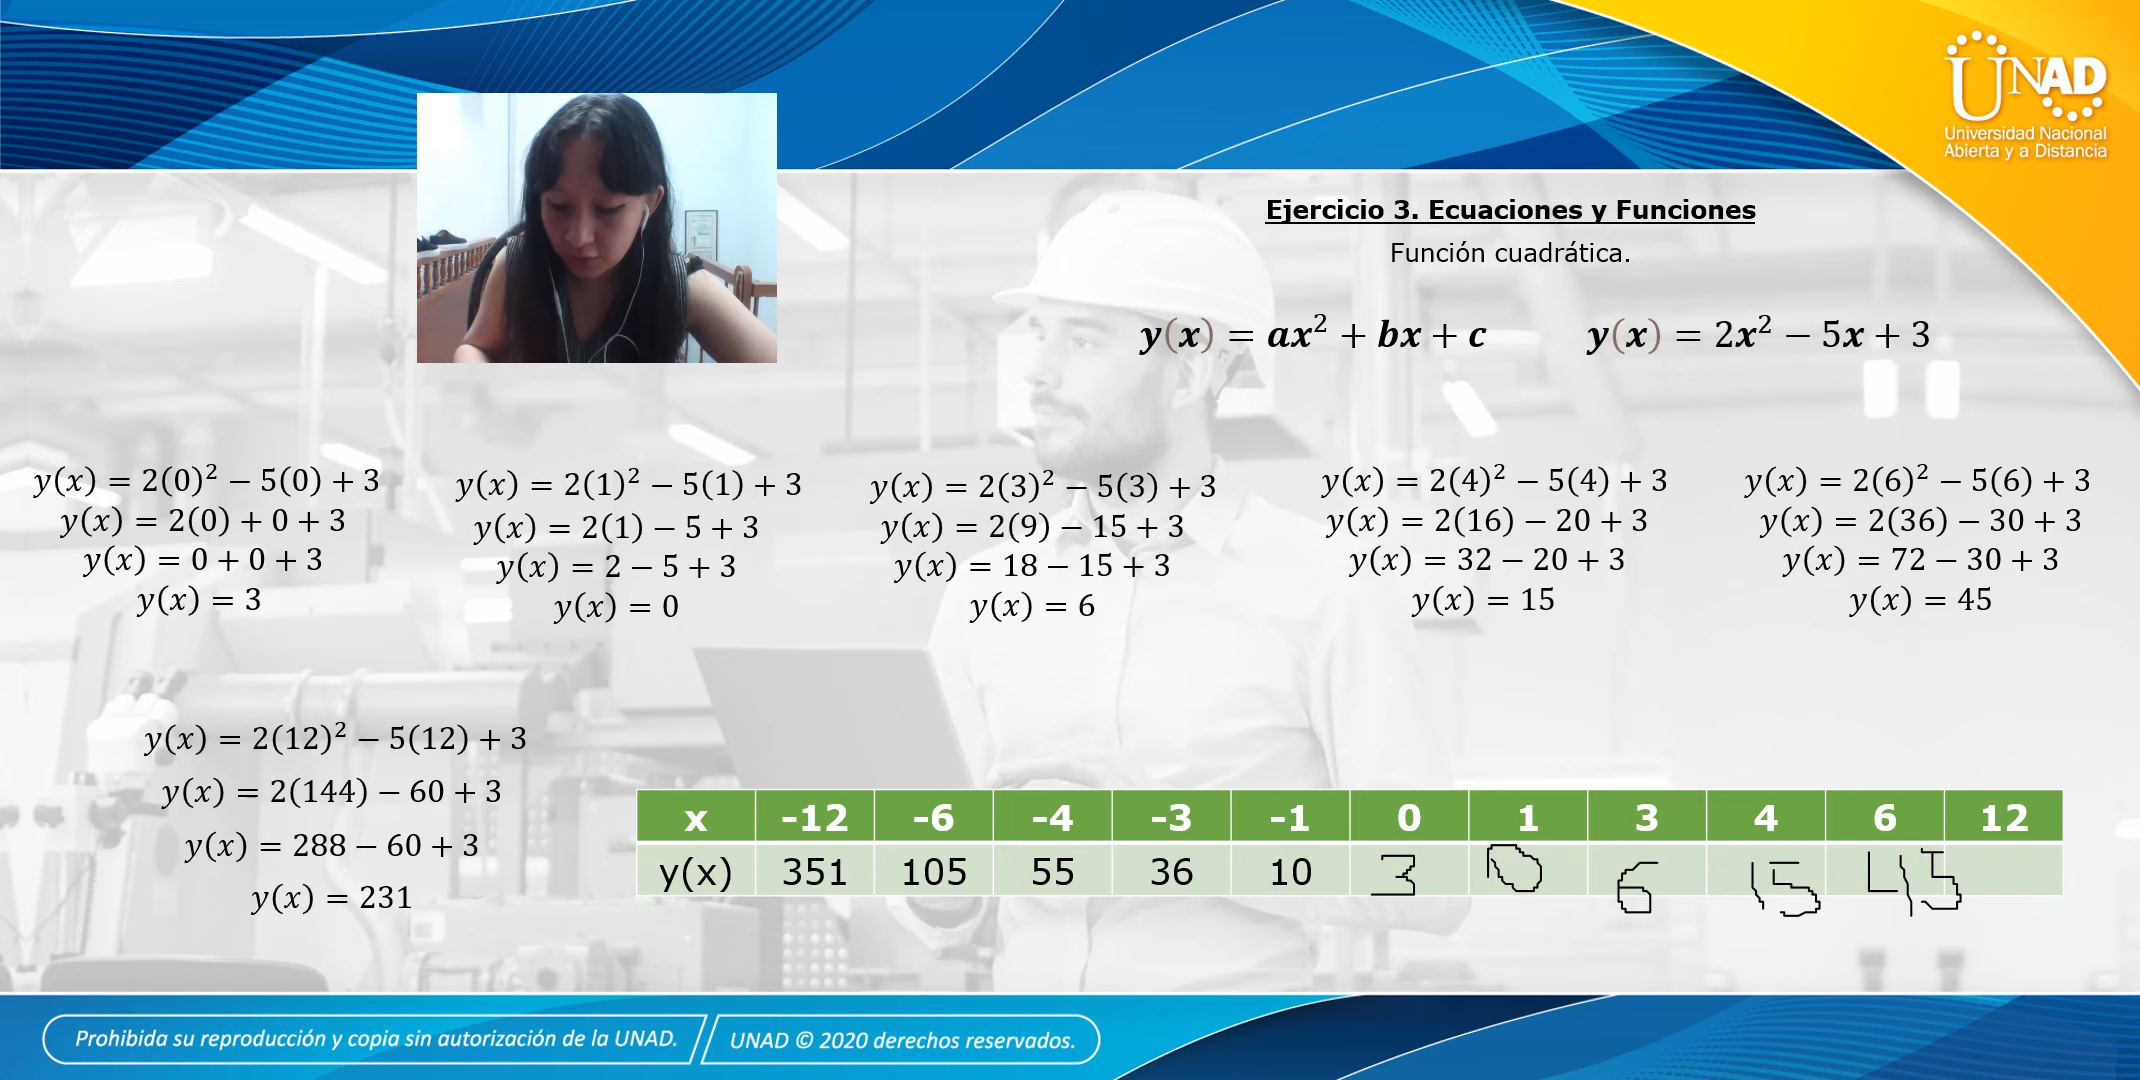 UNAD
Universidad Nacional
Abierta y a Distancia
Ejercicio 3. Ecuaciones y Funciones
Función cuadrática.
y(x) = ax² + bx + c
y(x) = 2x² − 5x + 3
y(x) = 2(0)² − 5(0) + 3
y(x) = 2(0) + 0 + 3
y(x) = 0 + 0 + 3
y(x) = 3
y(x) = 2(1)² − 5(1) + 3
y(x) = 2(1) − 5 + 3
y(x) = 2 − 5 + 3
y(x) = 0
y(x) = 2(3)² − 5(3) + 3
y(x) = 2(9) − 15 + 3
y(x) = 18 − 15 + 3
y(x) = 6
y(x) = 2(4)² − 5(4) + 3
y(x) = 2(16) − 20 + 3
y(x) = 32 − 20 + 3
y(x) = 15
y(x) = 2(6)² − 5(6) + 3
y(x) = 2(36) − 30 + 3
y(x) = 72 − 30 + 3
y(x) = 45
y(x) = 2(12)² − 5(12) + 3
y(x) = 2(144) − 60 + 3
y(x) = 288 − 60 + 3
y(x) = 231
x -12 -6 -4 -3 -1 0 1 3 4 6 12
y(x) 351 105 55 36 10 3 0 6 15 45
Prohibida su reproducción y copia sin autorización de la UNAD.
UNAD © 2020 derechos reservados.